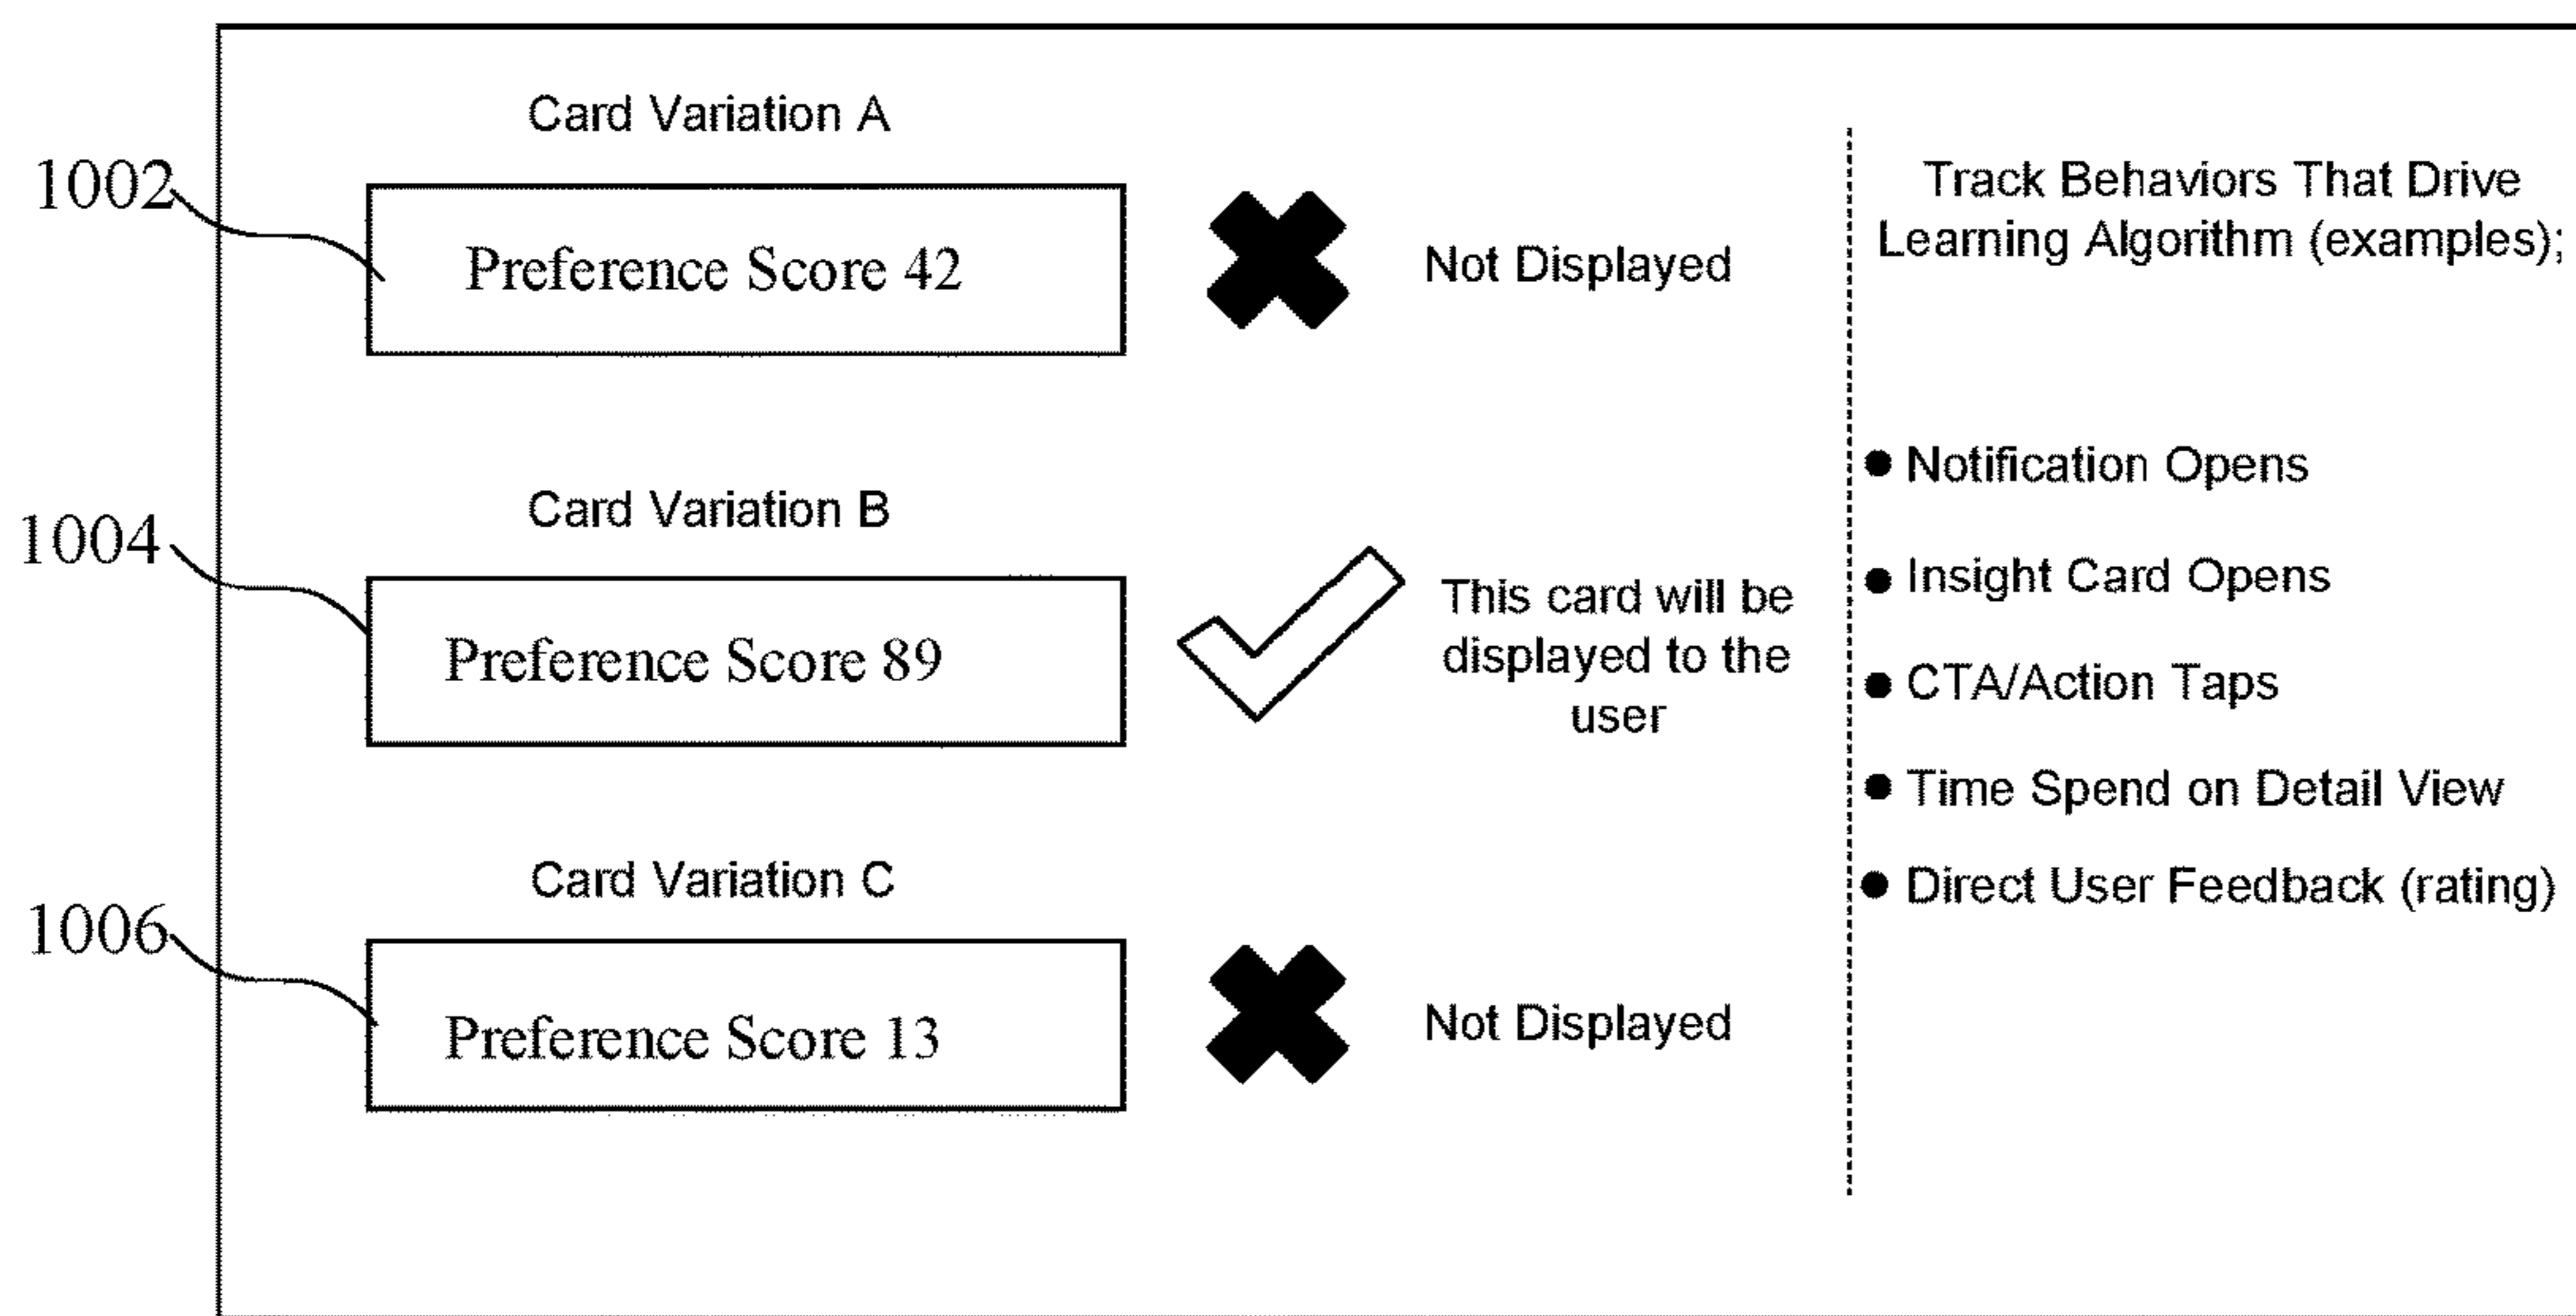 Card Variation A
1002
Preference Score 42
Not Displayed
Card Variation B
1004
Preference Score 89
This card will be
displayed to the
user
Card Variation C
1006
Preference Score 13
Not Displayed
Track Behaviors That Drive
Learning Algorithm (examples);
● Notification Opens
● Insight Card Opens
● CTA/Action Taps
● Time Spend on Detail View
● Direct User Feedback (rating)